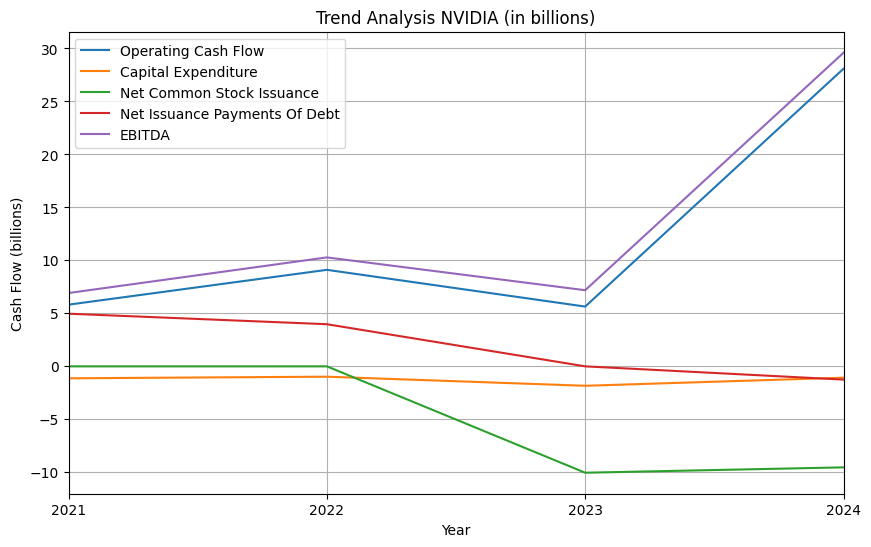 Trend Analysis NVIDIA (in billions)
Operating Cash Flow
Capital Expenditure
Net Common Stock Issuance
Net Issuance Payments Of Debt
EBITDA
Cash Flow (billions)
30
25
20
15
10
5
0
−5
−10
2021 2022 2023 2024
Year